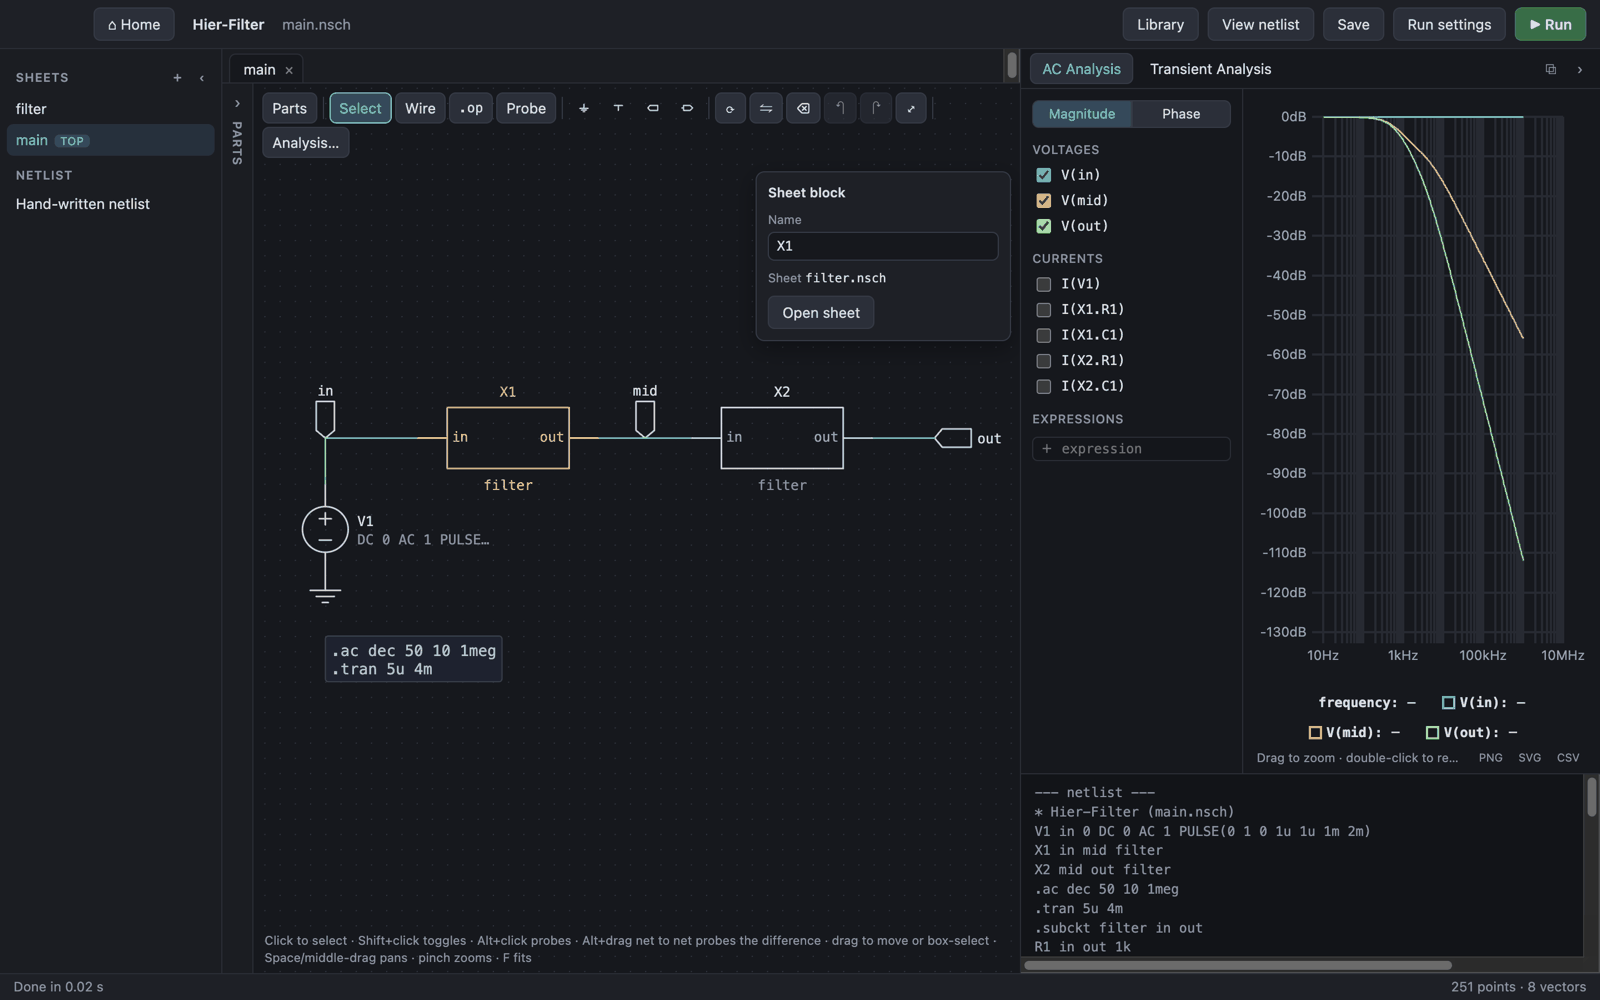 ⌂ Home
Hier-Filter
main.nsch
Library
View netlist
Save
Run settings
▶ Run
SHEETS
+ ‹
filter
main TOP
NETLIST
Hand-written netlist
main ×
›
PARTS
Parts
Select
Wire
.op
Probe
Analysis...
Sheet block
Name
X1
Sheet filter.nsch
Open sheet
in
X1
mid
X2
in
out
in
out
out
filter
filter
V1
DC 0 AC 1 PULSE…
.ac dec 50 10 1meg
.tran 5u 4m
Click to select · Shift+click toggles · Alt+click probes · Alt+drag net to net probes the difference · drag to move or box-select ·
Space/middle-drag pans · pinch zooms · F fits
AC Analysis
Transient Analysis
Magnitude
Phase
VOLTAGES
V(in)
V(mid)
V(out)
CURRENTS
I(V1)
I(X1.R1)
I(X1.C1)
I(X2.R1)
I(X2.C1)
EXPRESSIONS
+ expression
0dB
-10dB
-20dB
-30dB
-40dB
-50dB
-60dB
-70dB
-80dB
-90dB
-100dB
-110dB
-120dB
-130dB
10Hz
1kHz
100kHz
10MHz
frequency: –
V(in): –
V(mid): –
V(out): –
Drag to zoom · double-click to re...
PNG
SVG
CSV
--- netlist ---
* Hier-Filter (main.nsch)
V1 in 0 DC 0 AC 1 PULSE(0 1 0 1u 1u 1m 2m)
X1 in mid filter
X2 mid out filter
.ac dec 50 10 1meg
.tran 5u 4m
.subckt filter in out
R1 in out 1k
Done in 0.02 s
251 points · 8 vectors